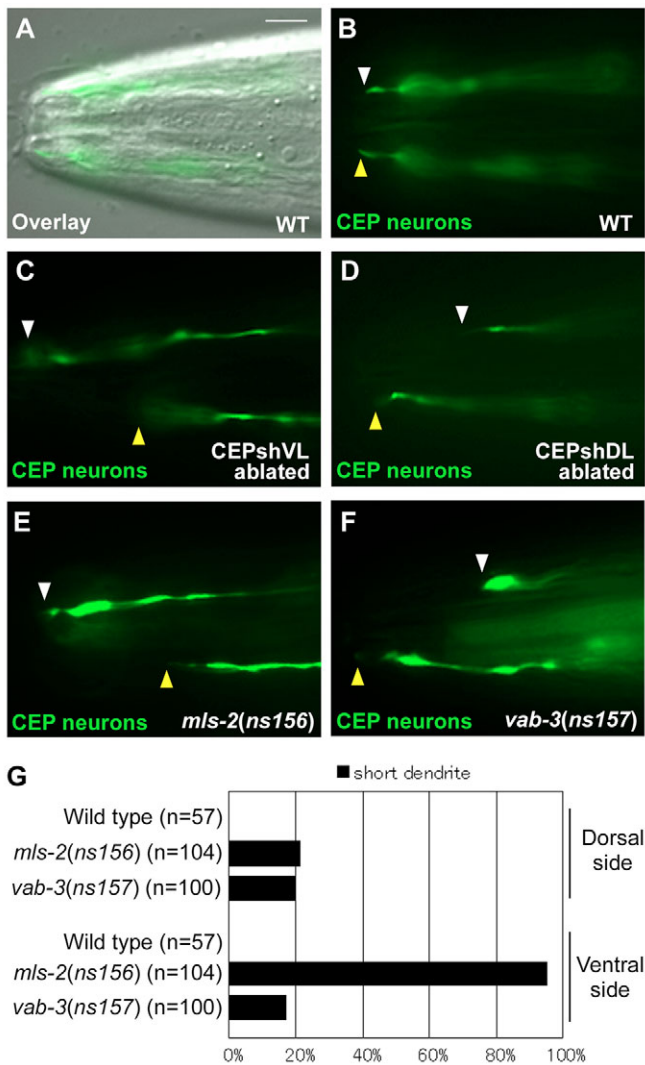 A
Overlay
WT
B
CEP neurons
WT
C
CEP neurons
CEPshVL
ablated
D
CEP neurons
CEPshDL
ablated
E
CEP neurons
mls-2(ns156)
F
CEP neurons
vab-3(ns157)
G
short dendrite
Wild type (n=57)
mls-2(ns156) (n=104)
vab-3(ns157) (n=100)
Dorsal
side
Wild type (n=57)
mls-2(ns156) (n=104)
vab-3(ns157) (n=100)
Ventral
side
0% 20% 40% 60% 80% 100%